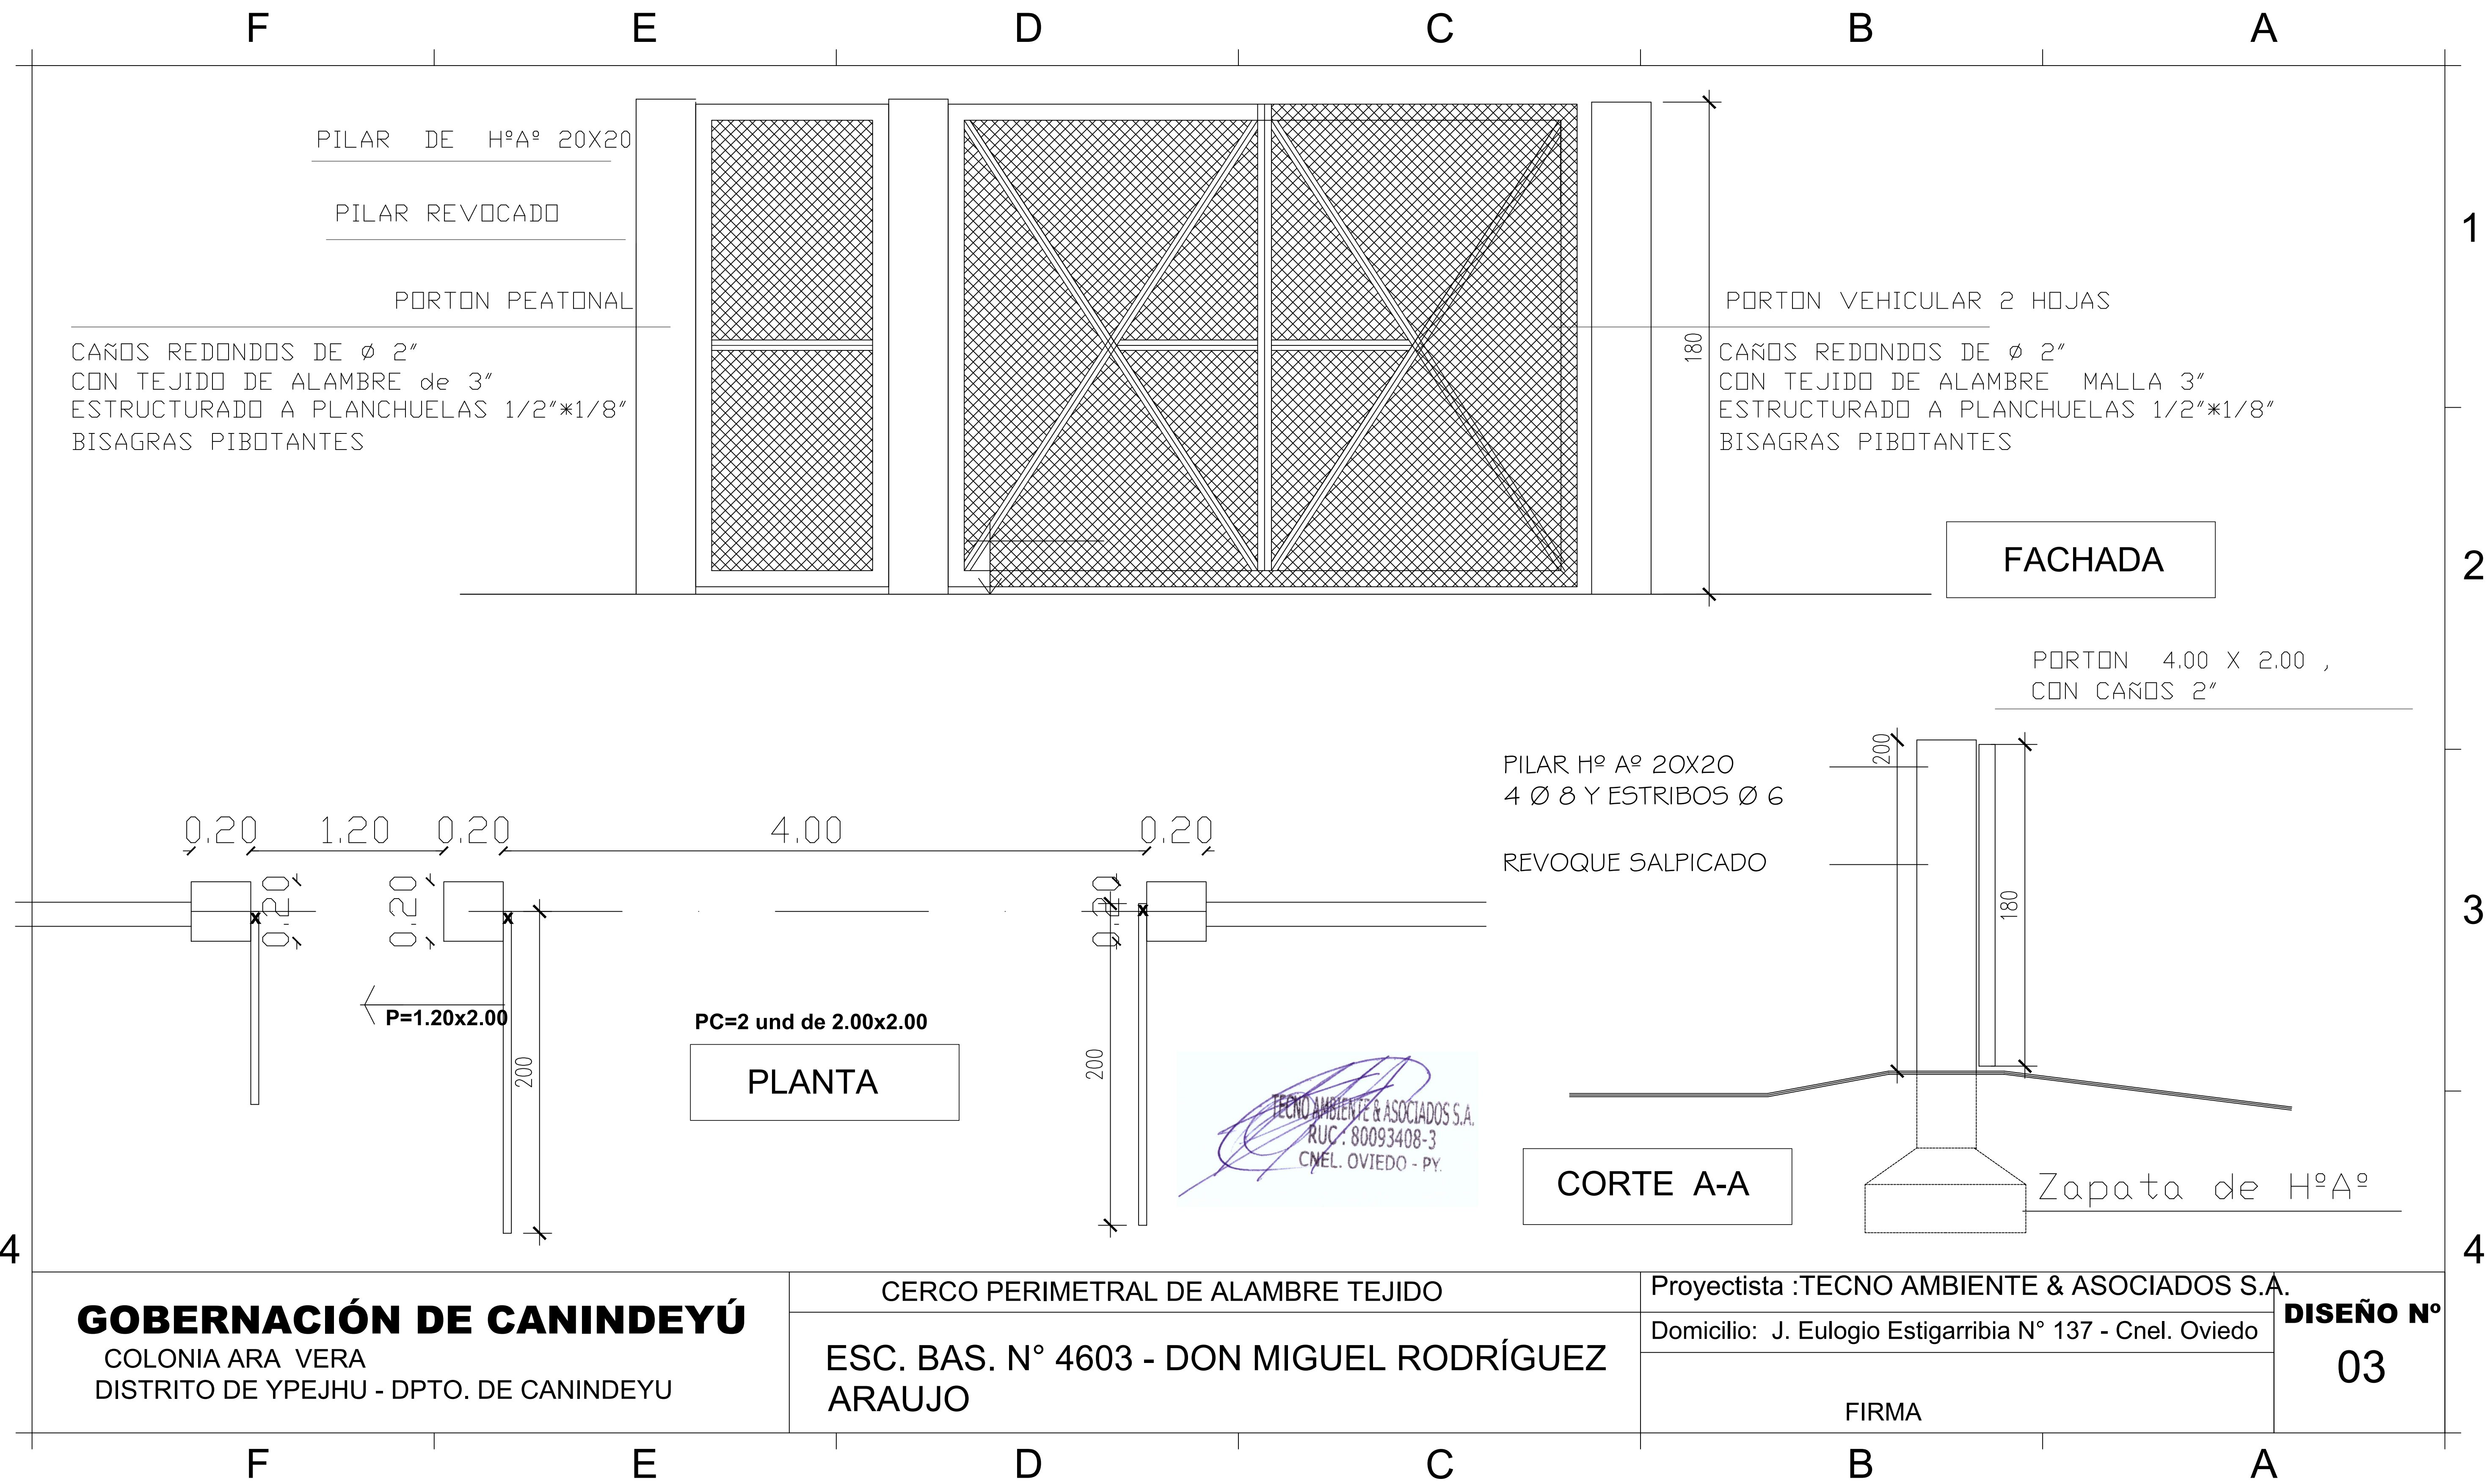 F E D C B A
PILAR DE HºAº 20X20
PILAR REVOCADO
PORTON PEATONAL
CAÑOS REDONDOS DE Ø 2"
CON TEJIDO DE ALAMBRE de 3"
ESTRUCTURADO A PLANCHUELAS 1/2"*1/8"
BISAGRAS PIBOTANTES
180
PORTON VEHICULAR 2 HOJAS
CAÑOS REDONDOS DE Ø 2"
CON TEJIDO DE ALAMBRE MALLA 3"
ESTRUCTURADO A PLANCHUELAS 1/2"*1/8"
BISAGRAS PIBOTANTES
1
FACHADA
2
PORTON 4.00 X 2.00 ,
CON CAÑOS 2"
0.20 1.20 0.20 4.00 0.20
0.20
0.20
0.20
x
x
x
P=1.20x2.00
200
PC=2 und de 2.00x2.00
PLANTA
200
TECNO AMBIENTE & ASOCIADOS S.A.
RUC : 80093408-3
CNEL. OVIEDO - PY.
PILAR Hº Aº 20X20
4 Ø 8 Y ESTRIBOS Ø 6
REVOQUE SALPICADO
200
180
3
CORTE A-A
Zapata de HºAº
4
4
GOBERNACIÓN DE CANINDEYÚ
COLONIA ARA VERA
DISTRITO DE YPEJHU - DPTO. DE CANINDEYU
CERCO PERIMETRAL DE ALAMBRE TEJIDO
ESC. BAS. N° 4603 - DON MIGUEL RODRÍGUEZ
ARAUJO
Proyectista :TECNO AMBIENTE & ASOCIADOS S.A.
Domicilio: J. Eulogio Estigarribia N° 137 - Cnel. Oviedo
FIRMA
DISEÑO Nº
03
F E D C B A